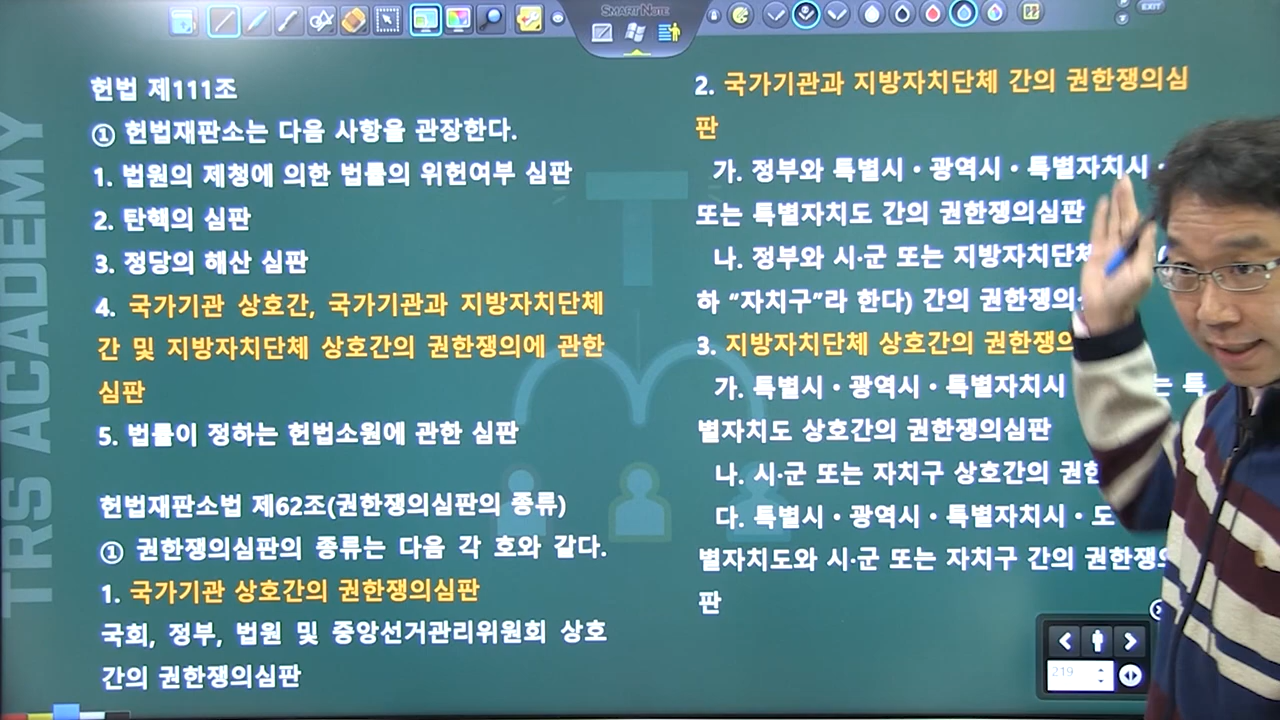 SMART NOTE
EXIT
TRS ACADEMY
헌법 제111조
① 헌법재판소는 다음 사항을 관장한다.
1. 법원의 제청에 의한 법률의 위헌여부 심판
2. 탄핵의 심판
3. 정당의 해산 심판
4. 국가기관 상호간, 국가기관과 지방자치단체
간 및 지방자치단체 상호간의 권한쟁의에 관한
심판
5. 법률이 정하는 헌법소원에 관한 심판
헌법재판소법 제62조(권한쟁의심판의 종류)
① 권한쟁의심판의 종류는 다음 각 호와 같다.
1. 국가기관 상호간의 권한쟁의심판
국회, 정부, 법원 및 중앙선거관리위원회 상호
간의 권한쟁의심판
2. 국가기관과 지방자치단체 간의 권한쟁의심
판
가. 정부와 특별시·광역시·특별자치시·
또는 특별자치도 간의 권한쟁의심판
나. 정부와 시·군 또는 지방자치단체
하 “자치구”라 한다) 간의 권한쟁의
3. 지방자치단체 상호간의 권한쟁의
가. 특별시·광역시·특별자치시 는 특
별자치도 상호간의 권한쟁의심판
나. 시·군 또는 자치구 상호간의 권한
다. 특별시·광역시·특별자치시·도
별자치도와 시·군 또는 자치구 간의 권한쟁의
판
219